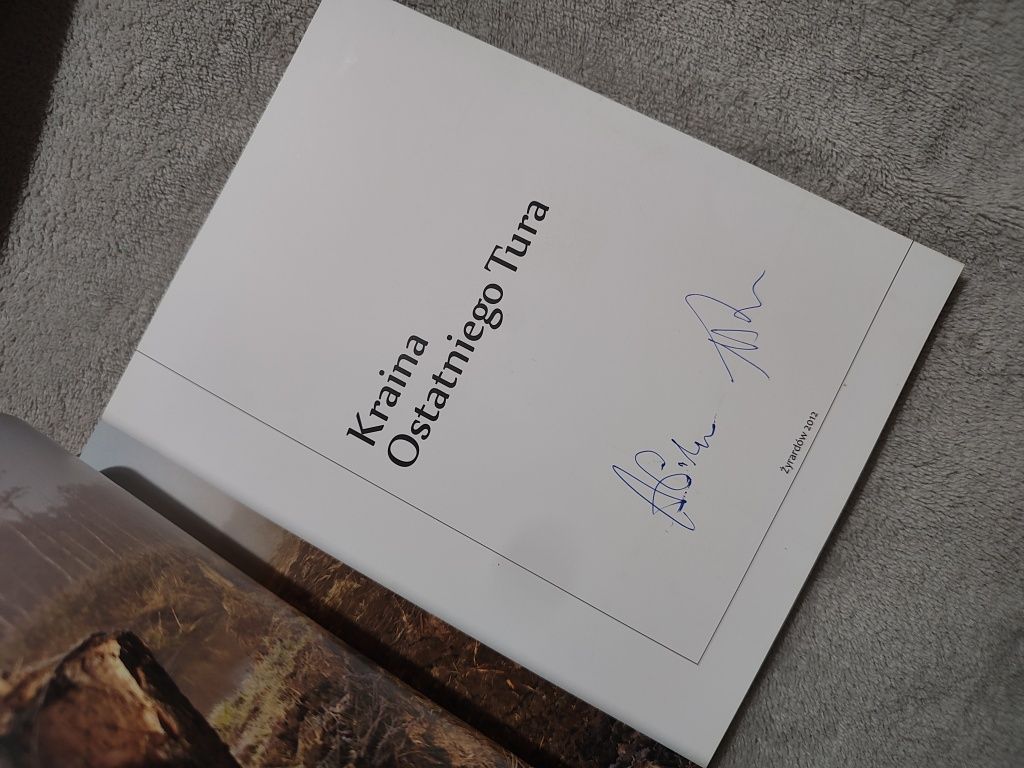 Kraina
Ostatniego Tura
Żyrardów 2012